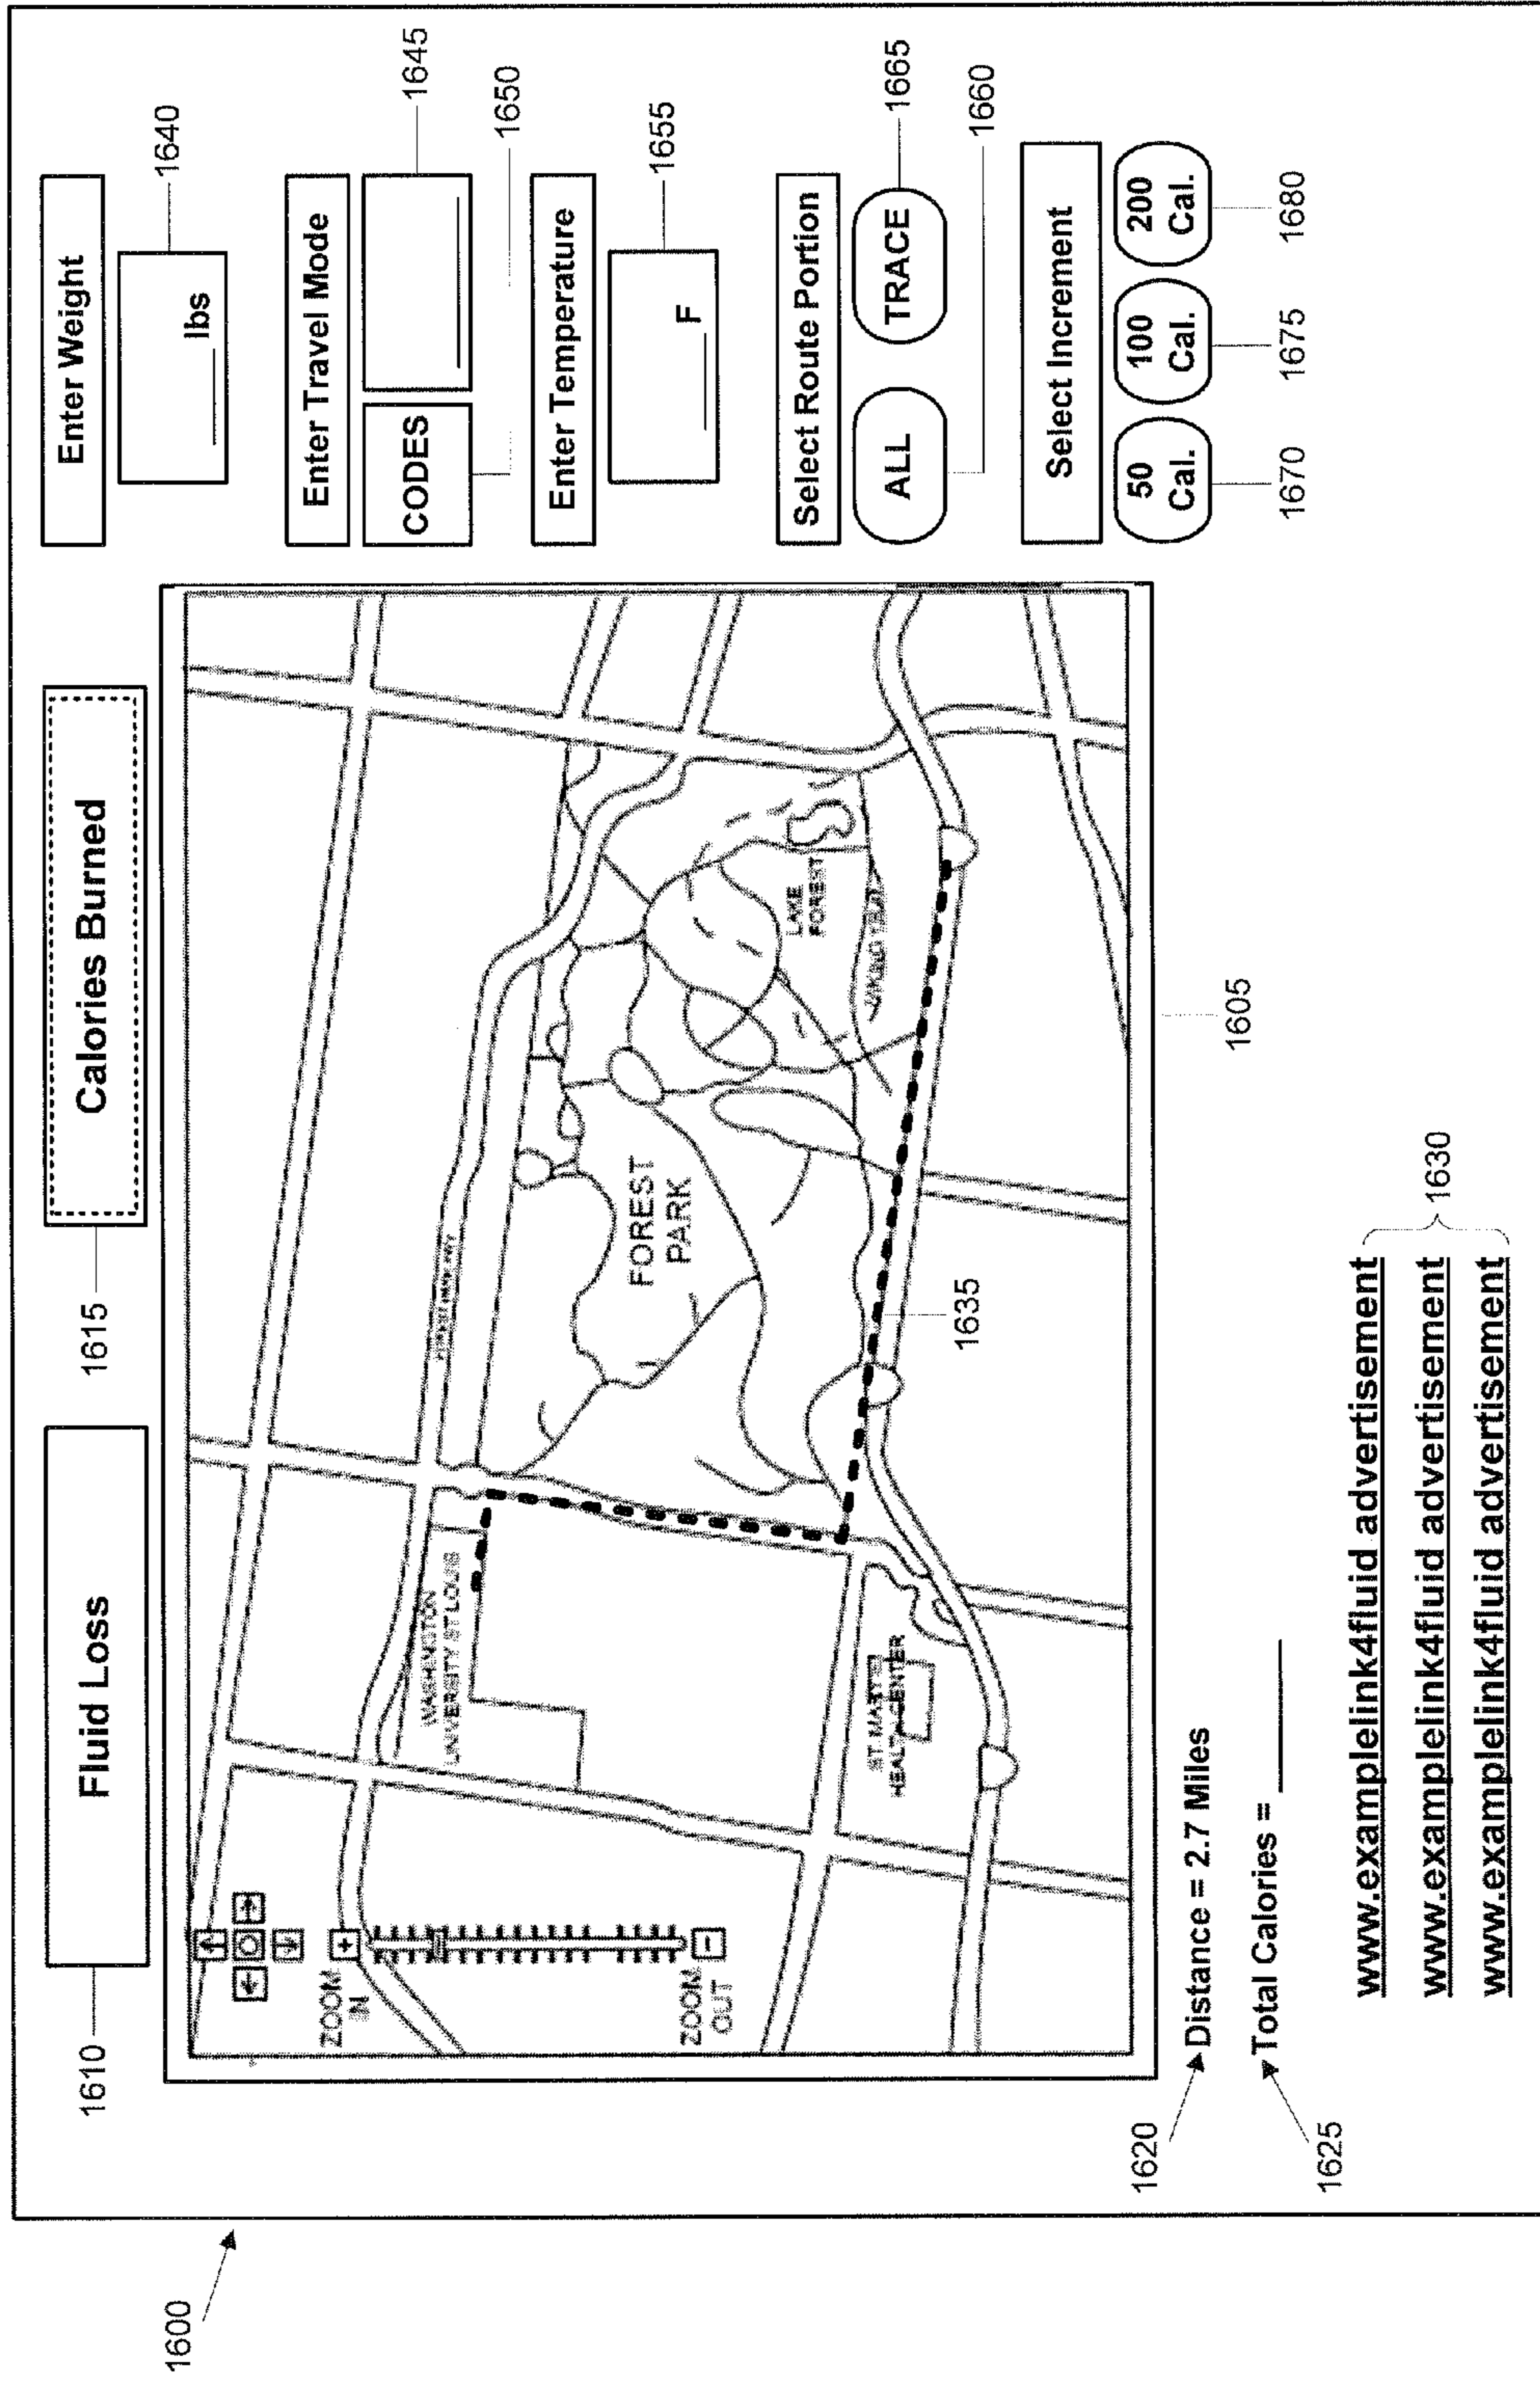 1600
1610
Fluid Loss
1615
Calories Burned
Enter Weight
lbs
1640
Enter Travel Mode
CODES
1645
1650
Enter Temperature
F
1655
Select Route Portion
ALL
TRACE
1665
1660
Select Increment
50
Cal.
100
Cal.
200
Cal.
1670
1675
1680
ZOOM
IN
ZOOM
OUT
WASHINGTON
UNIVERSITY ST LOUIS
FOREST
PARK
LAKE
FOREST
ST. MARY'S
HEALTH CENTER
1635
1605
1620
Distance = 2.7 Miles
1625
Total Calories =
www.examplelink4fluid advertisement
www.examplelink4fluid advertisement
www.examplelink4fluid advertisement
1630